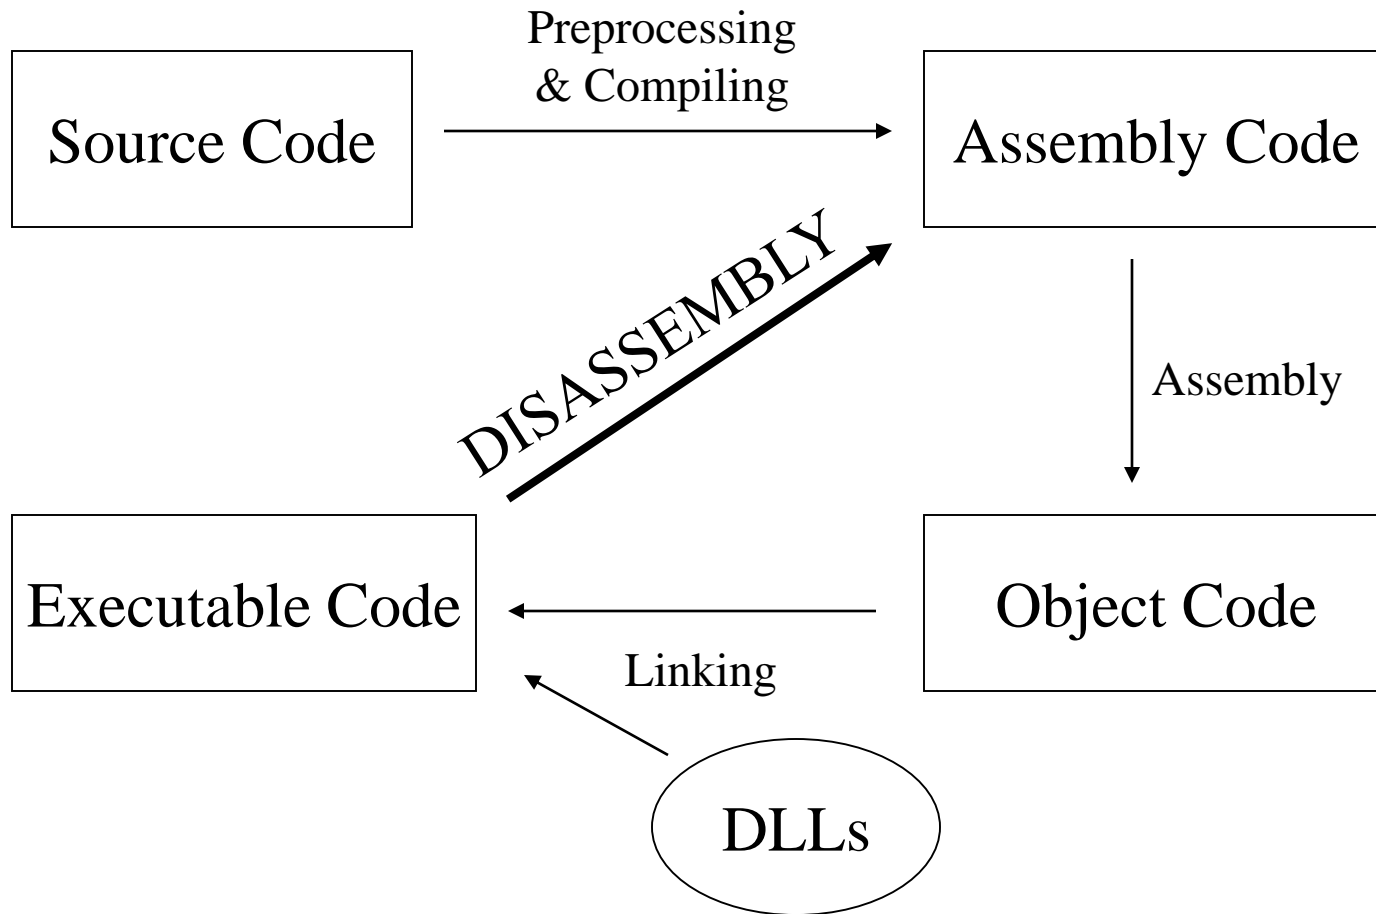 Preprocessing
& Compiling
Source Code
Assembly Code
DISASSEMBLY
Assembly
Executable Code
Object Code
Linking
DLLs